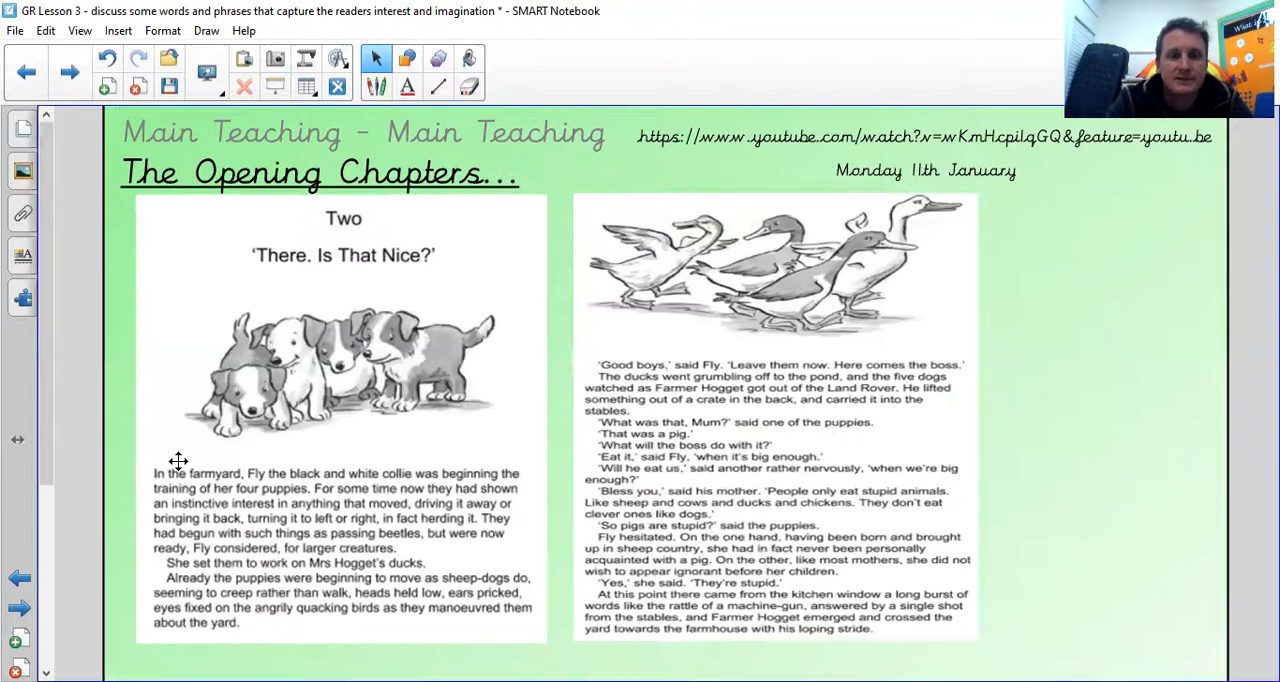 GR Lesson 3 - discuss some words and phrases that capture the readers interest and imagination * - SMART Notebook
File Edit View Insert Format Draw Help
What i
Main Teaching - Main Teaching
https://www.youtube.com/watch?v=wKmHcpilqGQ&feature=youtu.be
The Opening Chapters...
Monday 11th January
Two
'There. Is That Nice?'
In the farmyard, Fly the black and white collie was beginning the
training of her four puppies. For some time now they had shown
an instinctive interest in anything that moved, driving it away or
bringing it back, turning it to left or right, in fact herding it. They
had begun with such things as passing beetles, but were now
ready, Fly considered, for larger creatures.
She set them to work on Mrs Hogget's ducks.
Already the puppies were beginning to move as sheep-dogs do,
seeming to creep rather than walk, heads held low, ears pricked,
eyes fixed on the angrily quacking birds as they manoeuvred them
about the yard.
'Good boys,' said Fly. 'Leave them now. Here comes the boss.'
The ducks went grumbling off to the pond, and the five dogs
watched as Farmer Hogget got out of the Land Rover. He lifted
something out of a crate in the back, and carried it into the
stables.
'What was that, Mum?' said one of the puppies.
'That was a pig.'
'What will the boss do with it?'
'Eat it,' said Fly, 'when it's big enough.'
'Will he eat us,' said another rather nervously, 'when we're big
enough?'
'Bless you,' said his mother. 'People only eat stupid animals.
Like sheep and cows and ducks and chickens. They don't eat
clever ones like dogs.'
'So pigs are stupid?' said the puppies.
Fly hesitated. On the one hand, having been born and brought
up in sheep country, she had in fact never been personally
acquainted with a pig. On the other, like most mothers, she did not
wish to appear ignorant before her children.
'Yes,' she said. 'They're stupid.'
At this point there came from the kitchen window a long burst of
words like the rattle of a machine-gun, answered by a single shot
from the stables, and Farmer Hogget emerged and crossed the
yard towards the farmhouse with his loping stride.